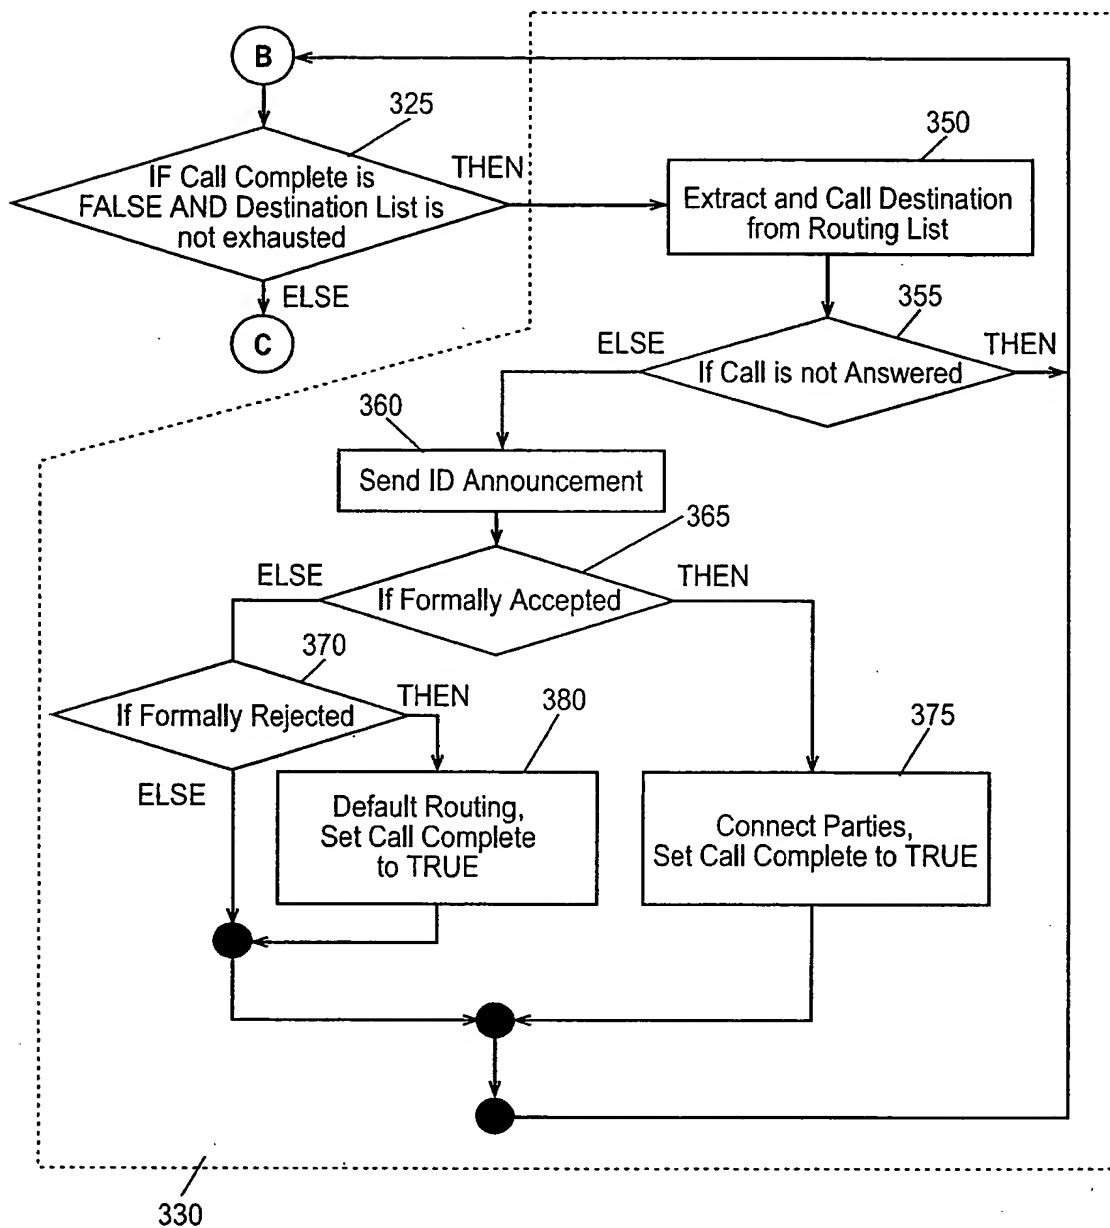 B
325
IF Call Complete is
FALSE AND Destination List is
not exhausted
THEN
ELSE
C
350
Extract and Call Destination
from Routing List
355
ELSE
If Call is not Answered
THEN
360
Send ID Announcement
365
ELSE
If Formally Accepted
THEN
370
If Formally Rejected
THEN
ELSE
380
Default Routing,
Set Call Complete
to TRUE
375
Connect Parties,
Set Call Complete to TRUE
330